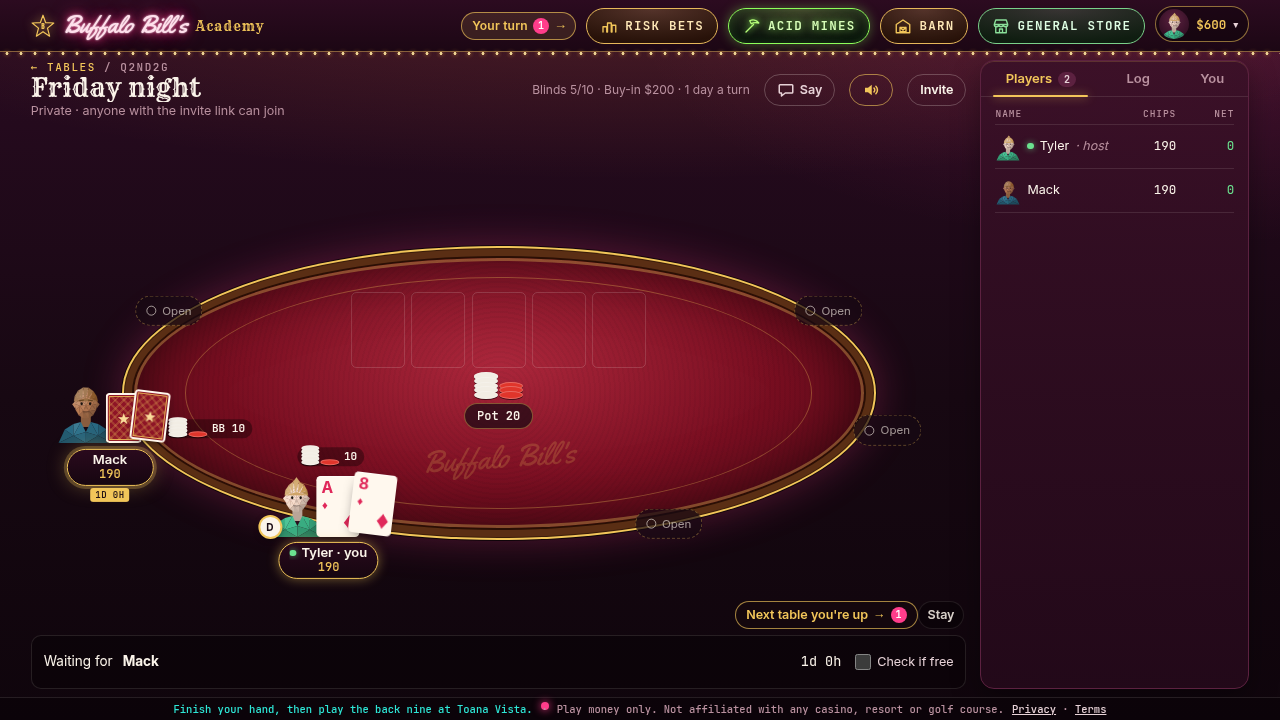 Buffalo Bill's Academy
Your turn 1 →
RISK BETS
ACID MINES
BARN
GENERAL STORE
$600 ▾
← TABLES / Q2ND2G
Friday night
Private · anyone with the invite link can join
Blinds 5/10 · Buy-in $200 · 1 day a turn
Say
Invite
Players 2
Log
You
NAME CHIPS NET
Tyler · host 190 0
Mack 190 0
Open
Open
Pot 20
BB 10
Open
Mack
190
1D 0H
10
Buffalo Bill's
A
8
D
Open
Tyler · you
190
Next table you're up → 1
Stay
Waiting for Mack
1d 0h
Check if free
Finish your hand, then play the back nine at Toana Vista.
Play money only. Not affiliated with any casino, resort or golf course. Privacy · Terms